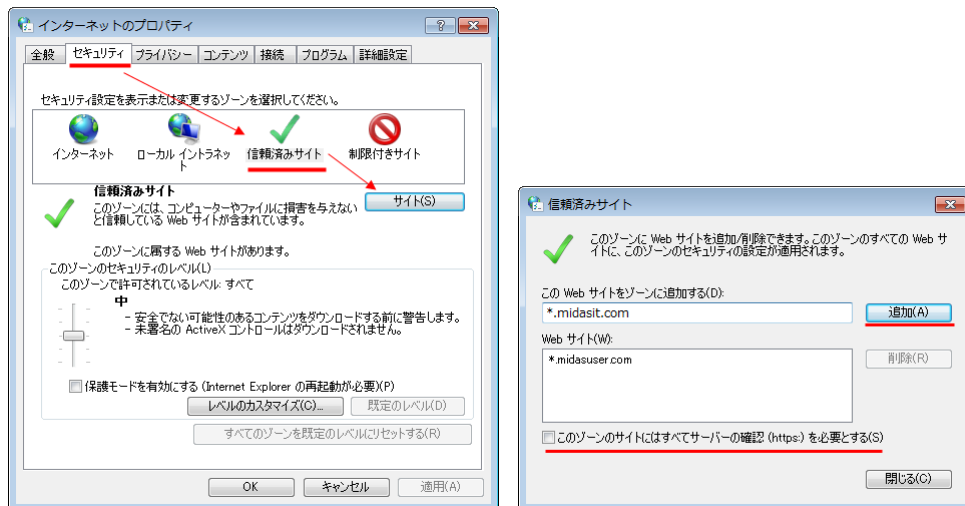 インターネットのプロパティ
全般 セキュリティ プライバシー コンテンツ 接続 プログラム 詳細設定
セキュリティ設定を表示または変更するゾーンを選択してください。
インターネット ローカル イントラネッ 信頼済みサイト 制限付きサイト
ト
信頼済みサイト
サイト(S)
このゾーンには、コンピューターやファイルに損害を与えない
と信頼している Web サイトが含まれています。
このゾーンに属する Web サイトがあります。
このゾーンのセキュリティのレベル(L)
このゾーンで許可されているレベル: すべて
中
- 安全でない可能性のあるコンテンツをダウンロードする前に警告します。
- 未署名の ActiveX コントロールはダウンロードされません。
保護モードを有効にする (Internet Explorer の再起動が必要)(P)
レベルのカスタマイズ(C)... 既定のレベル(D)
すべてのゾーンを既定のレベルにリセットする(R)
OK キャンセル 適用(A)
信頼済みサイト
このゾーンに Web サイトを追加/削除できます。このゾーンのすべての Web サ
イトに、このゾーンのセキュリティの設定が適用されます。
この Web サイトをゾーンに追加する(D):
*.midasit.com 追加(A)
Web サイト(W):
*.midasuser.com 削除(R)
このゾーンのサイトにはすべてサーバーの確認 (https:) を必要とする(S)
閉じる(C)